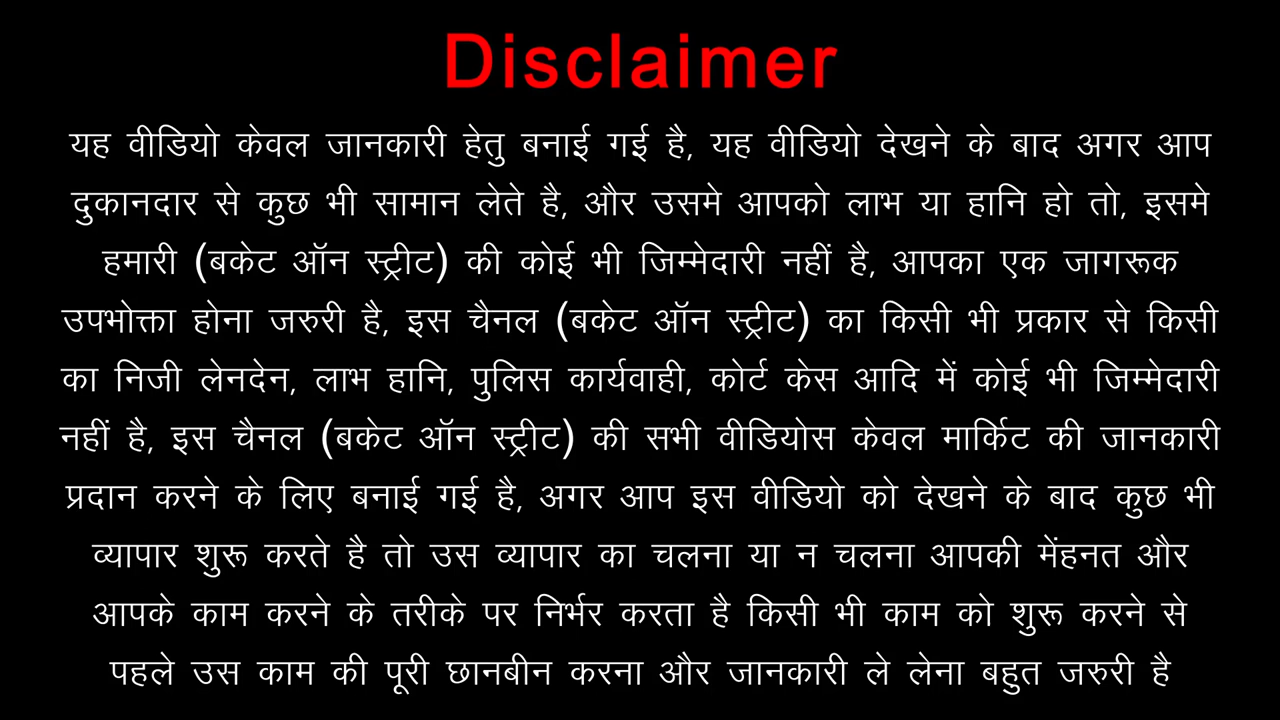 Disclaimer
यह वीडियो केवल जानकारी हेतु बनाई गई है, यह वीडियो देखने के बाद अगर आप
दुकानदार से कुछ भी सामान लेते है, और उसमे आपको लाभ या हानि हो तो, इसमे
हमारी (बकेट ऑन स्ट्रीट) की कोई भी जिम्मेदारी नहीं है, आपका एक जागरूक
उपभोक्ता होना जरुरी है, इस चैनल (बकेट ऑन स्ट्रीट) का किसी भी प्रकार से किसी
का निजी लेनदेन, लाभ हानि, पुलिस कार्यवाही, कोर्ट केस आदि में कोई भी जिम्मेदारी
नहीं है, इस चैनल (बकेट ऑन स्ट्रीट) की सभी वीडियोस केवल मार्किट की जानकारी
प्रदान करने के लिए बनाई गई है, अगर आप इस वीडियो को देखने के बाद कुछ भी
व्यापार शुरू करते है तो उस व्यापार का चलना या न चलना आपकी मेंहनत और
आपके काम करने के तरीके पर निर्भर करता है किसी भी काम को शुरू करने से
पहले उस काम की पूरी छानबीन करना और जानकारी ले लेना बहुत जरुरी है